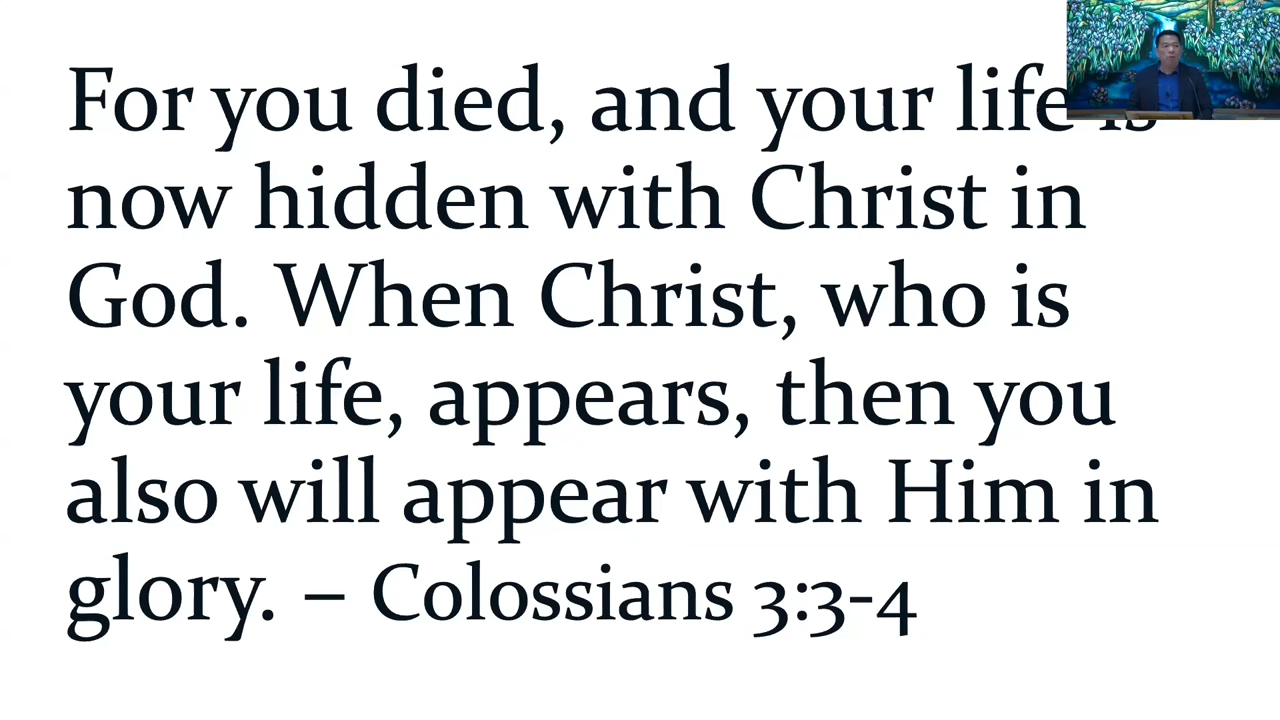 For you died, and your life is
now hidden with Christ in
God. When Christ, who is
your life, appears, then you
also will appear with Him in
glory. – Colossians 3:3-4